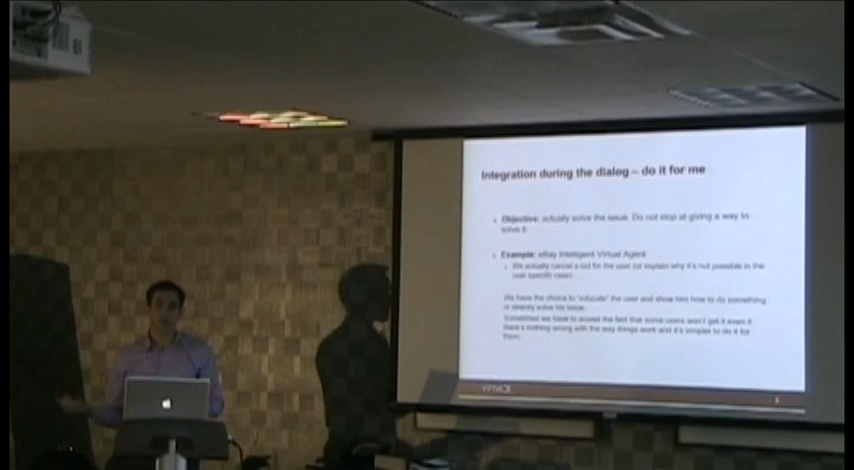 Integration during the dialog – do it for me
Objective: actually solve the issue. Do not stop at giving a way to
solve it.
Example: eBay Intelligent Virtual Agent
We actually cancel a bid for the user (or explain why it's not possible in the
user specific case)
We have the choice to "educate" the user and show him how to do something
or directly solve his issue.
Sometimes we have to accept the fact that some users won't get it even if
there's nothing wrong with the way things work and it's simpler to do it for
them.